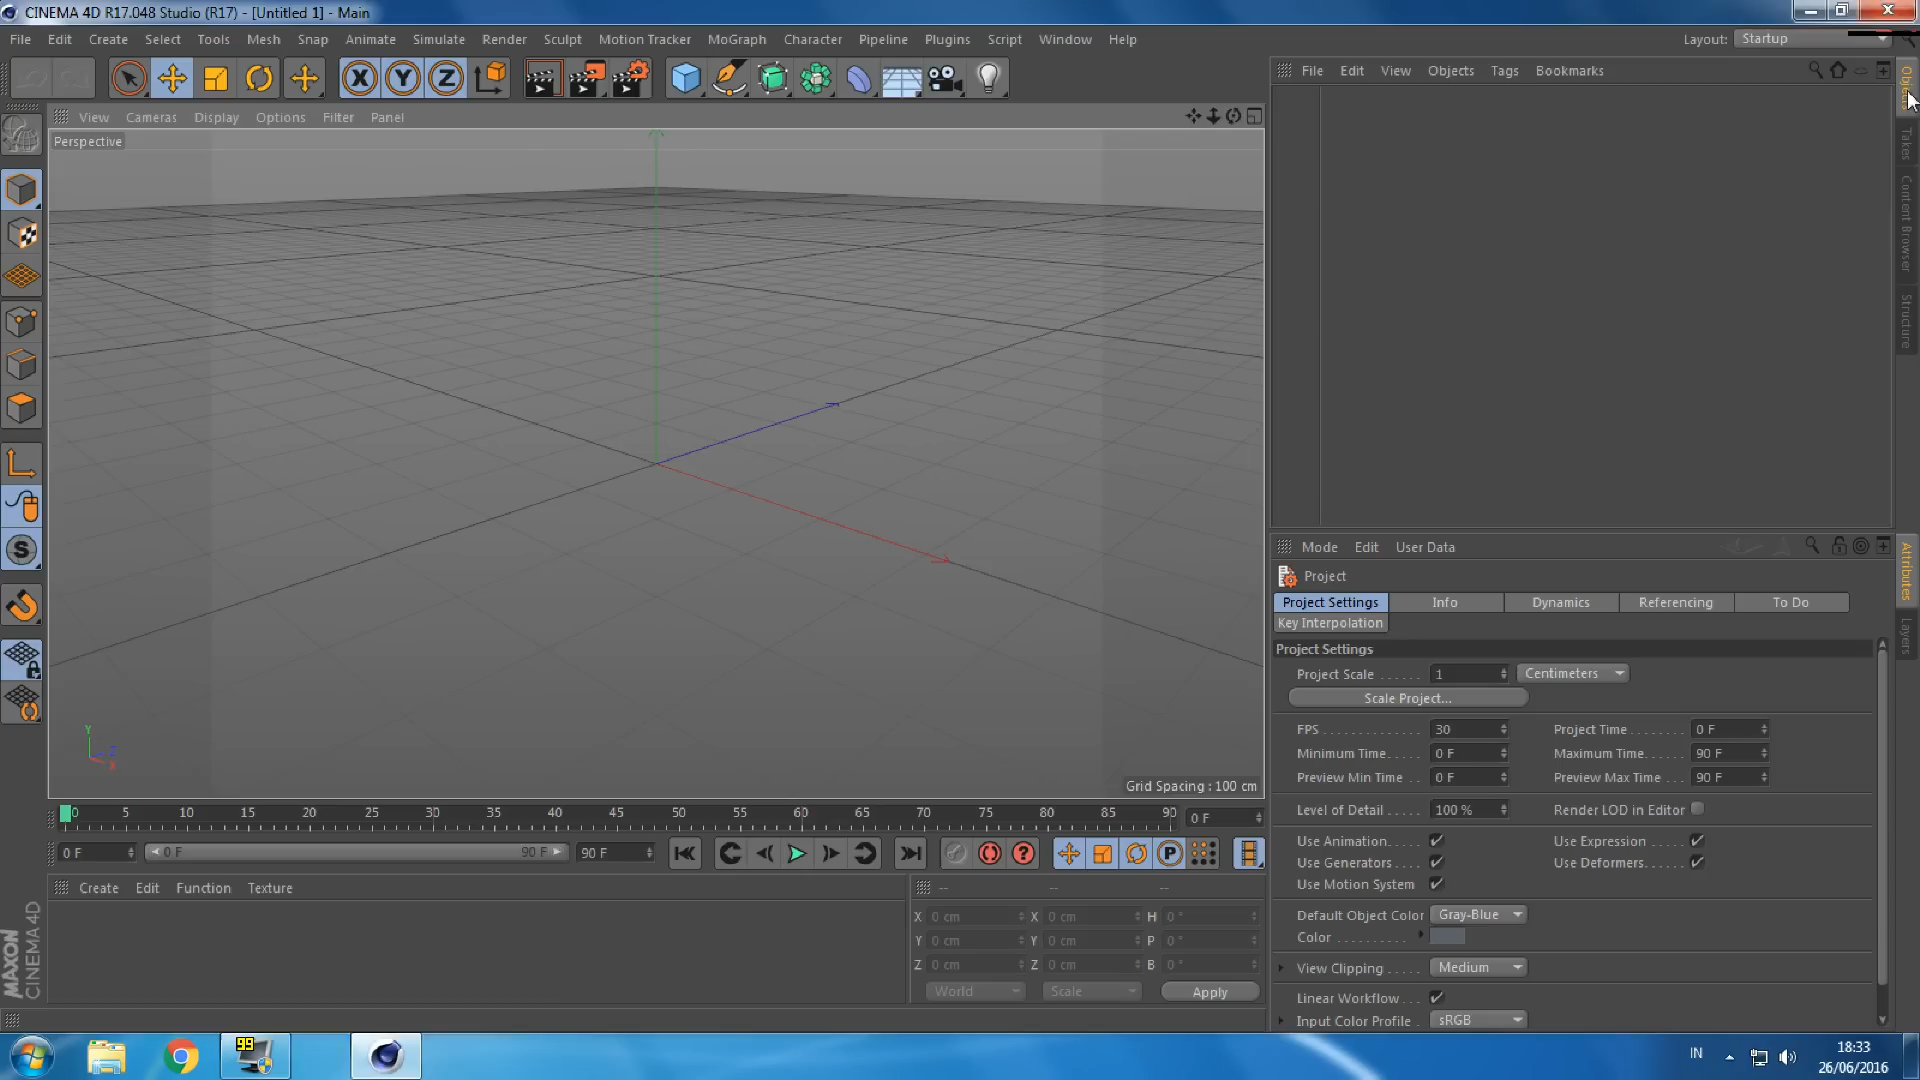 CINEMA 4D R17.048 Studio (R17) - [Untitled 1] - Main
File Edit Create Select Tools Mesh Snap Animate Simulate Render Sculpt Motion Tracker MoGraph Character Pipeline Plugins Script Window Help
Layout: Startup
X Y Z
File Edit View Objects Tags Bookmarks
Objects
Takes
Content Browser
Structure
View Cameras Display Options Filter Panel
Perspective
Y
Z
X
Grid Spacing : 100 cm
S
Mode Edit User Data
Attributes
Layers
Project
Project Settings Info Dynamics Referencing To Do
Key Interpolation
Project Settings
Project Scale ...... 1 Centimeters
Scale Project...
FPS 30 Project Time 0 F
Minimum Time 0 F Maximum Time 90 F
Preview Min Time 0 F Preview Max Time 90 F
Level of Detail 100 % Render LOD in Editor
Use Animation Use Expression
Use Generators Use Deformers
Use Motion System
Default Object Color Gray-Blue
Color
View Clipping Medium
Linear Workflow
Input Color Profile sRGB
0 5 10 15 20 25 30 35 40 45 50 55 60 65 70 75 80 85 90 0 F
0 F 0 F 90 F 90 F ? P
Create Edit Function Texture
-- -- --
X 0 cm X 0 cm H 0 °
Y 0 cm Y 0 cm P 0 °
Z 0 cm Z 0 cm B 0 °
World Scale Apply
MAXON
CINEMA 4D
99
IN
18:33
26/06/2016